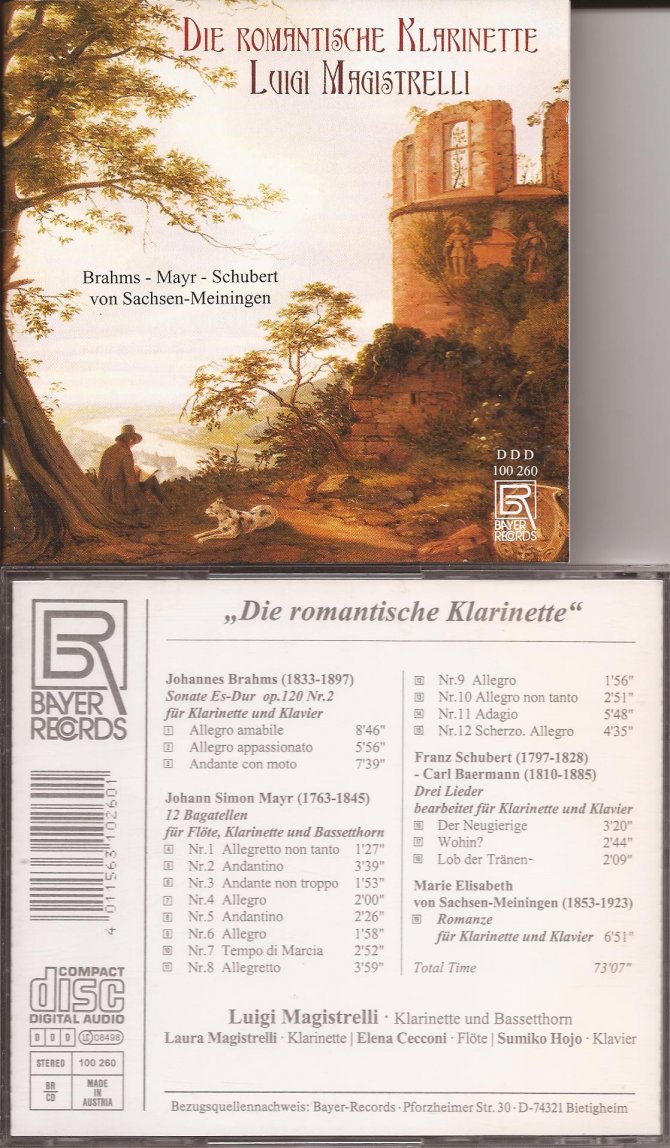 DIE ROMANTISCHE KLARINETTE
LUIGI MAGISTRELLI
Brahms - Mayr - Schubert
von Sachsen-Meiningen
D D D
100 260
BR
BAYER
RECORDS
BR
BAYER
RECORDS
„Die romantische Klarinette“
Johannes Brahms (1833-1897)
Sonate Es-Dur op.120 Nr.2
für Klarinette und Klavier
1 Allegro amabile 8'46"
2 Allegro appassionato 5'56"
3 Andante con moto 7'39"
Johann Simon Mayr (1763-1845)
12 Bagatellen
für Flöte, Klarinette und Bassetthorn
4 Nr.1 Allegretto non tanto 1'27"
5 Nr.2 Andantino 3'39"
6 Nr.3 Andante non troppo 1'53"
7 Nr.4 Allegro 2'00"
8 Nr.5 Andantino 2'26"
9 Nr.6 Allegro 1'58"
10 Nr.7 Tempo di Marcia 2'52"
11 Nr.8 Allegretto 3'59"
12 Nr.9 Allegro 1'56"
13 Nr.10 Allegro non tanto 2'51"
14 Nr.11 Adagio 5'48"
15 Nr.12 Scherzo. Allegro 4'35"
Franz Schubert (1797-1828)
- Carl Baermann (1810-1885)
Drei Lieder
bearbeitet für Klarinette und Klavier
16 Der Neugierige 3'20"
17 Wohin? 2'44"
18 Lob der Tränen- 2'09"
Marie Elisabeth
von Sachsen-Meiningen (1853-1923)
19 Romanze
für Klarinette und Klavier 6'51"
Total Time 73'07"
Luigi Magistrelli · Klarinette und Bassetthorn
Laura Magistrelli · Klarinette | Elena Cecconi · Flöte | Sumiko Hojo · Klavier
Bezugsquellennachweis: Bayer-Records · Pforzheimer Str. 30 · D-74321 Bietigheim
4 011563 102601
COMPACT
disc
DIGITAL AUDIO
D D D LC 08498
STEREO 100 260
BR
CD
MADE
IN
AUSTRIA